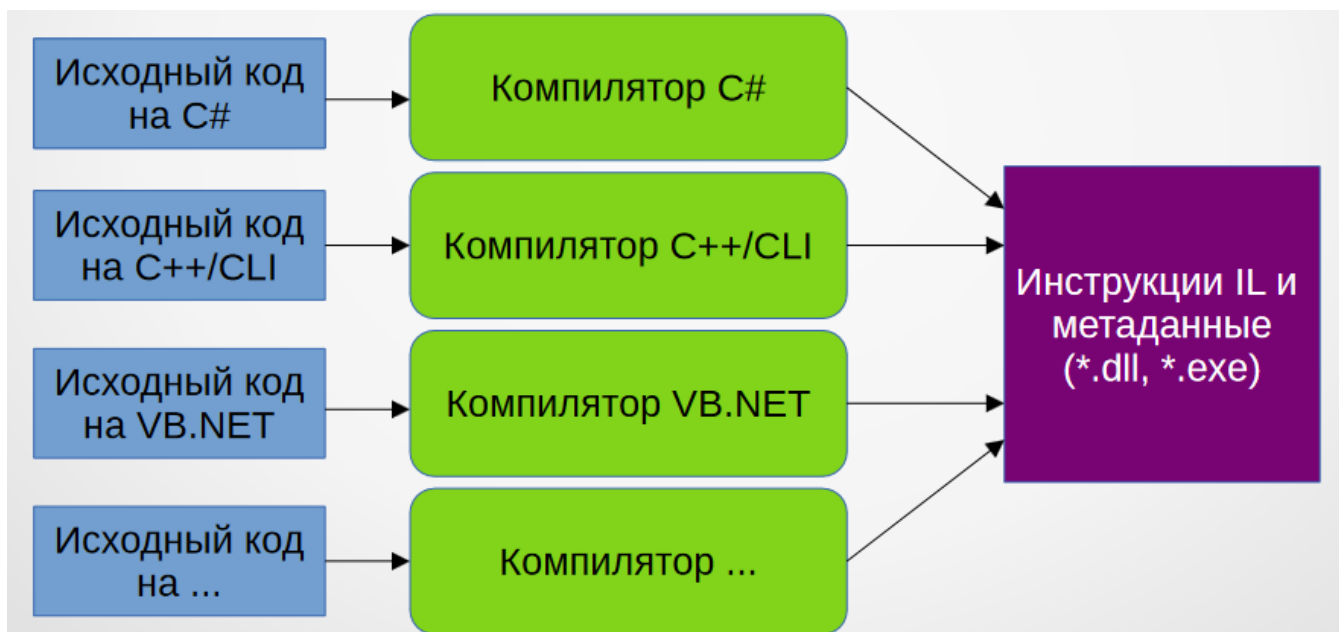 Исходный код
на C#
Компилятор C#
Исходный код
на C++/CLI
Компилятор C++/CLI
Исходный код
на VB.NET
Компилятор VB.NET
Исходный код
на ...
Компилятор ...
Инструкции IL и
метаданные
(*.dll, *.exe)